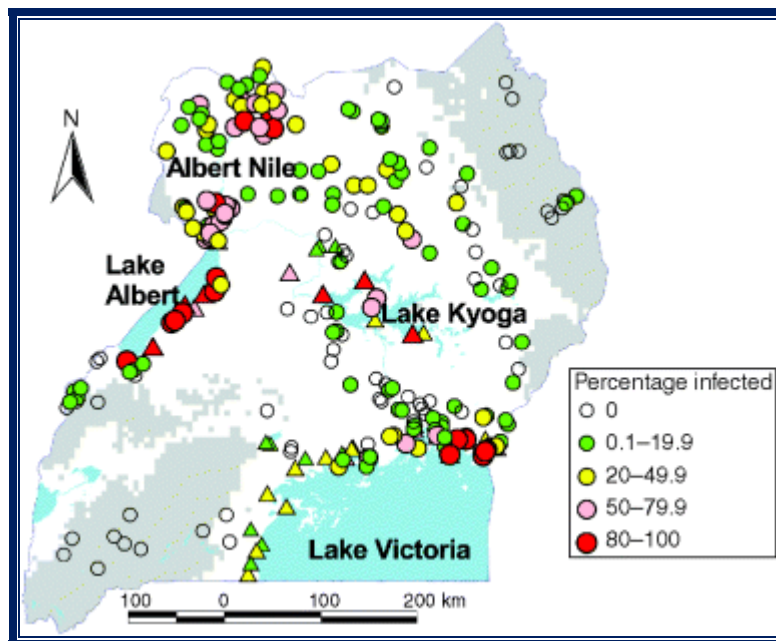 N
Albert Nile
Lake
Albert
Lake Kyoga
Percentage infected
0
0.1–19.9
20–49.9
50–79.9
80–100
Lake Victoria
100 0 100 200 km